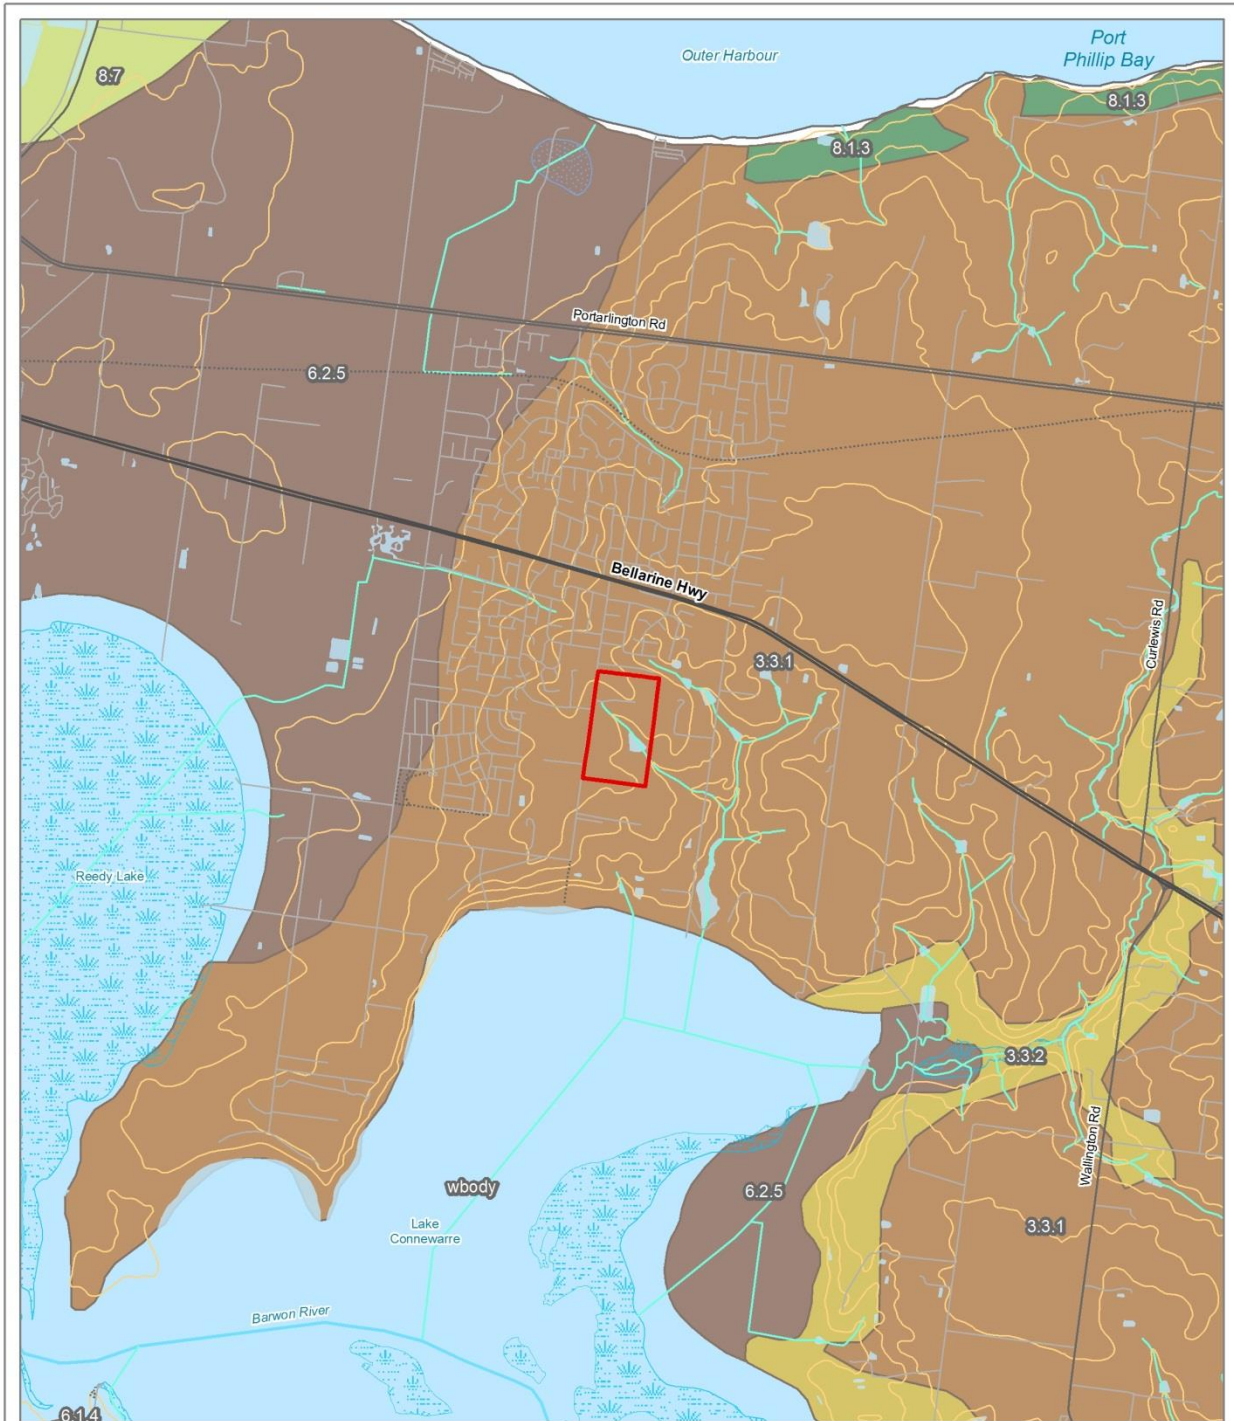 Port
Phillip Bay
Outer Harbour
8.7
8.1.3
8.1.3
Portarlington Rd
6.2.5
Bellarine Hwy
Curlewis Rd
3.3.1
Reedy Lake
3.3.2
Wallington Rd
wbody
6.2.5
Lake
Connewarre
3.3.1
Barwon River
6.1.4